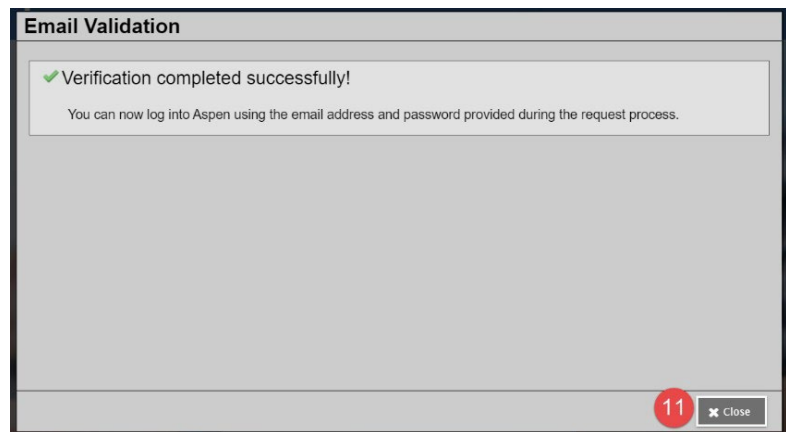 Email Validation
Verification completed successfully!
You can now log into Aspen using the email address and password provided during the request process.
11
Close